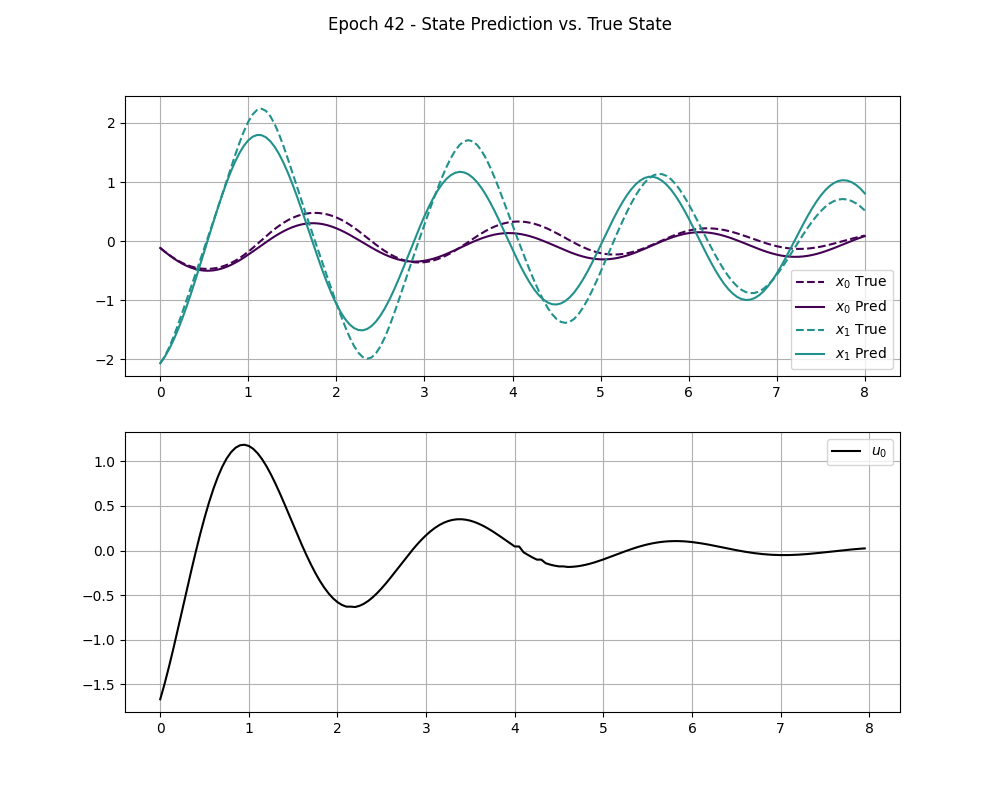 Epoch 42 - State Prediction vs. True State
2
1
0
−1
−2
x₀ True
x₀ Pred
x₁ True
x₁ Pred
0 1 2 3 4 5 6 7 8
1.0
0.5
0.0
−0.5
−1.0
−1.5
u₀
0 1 2 3 4 5 6 7 8